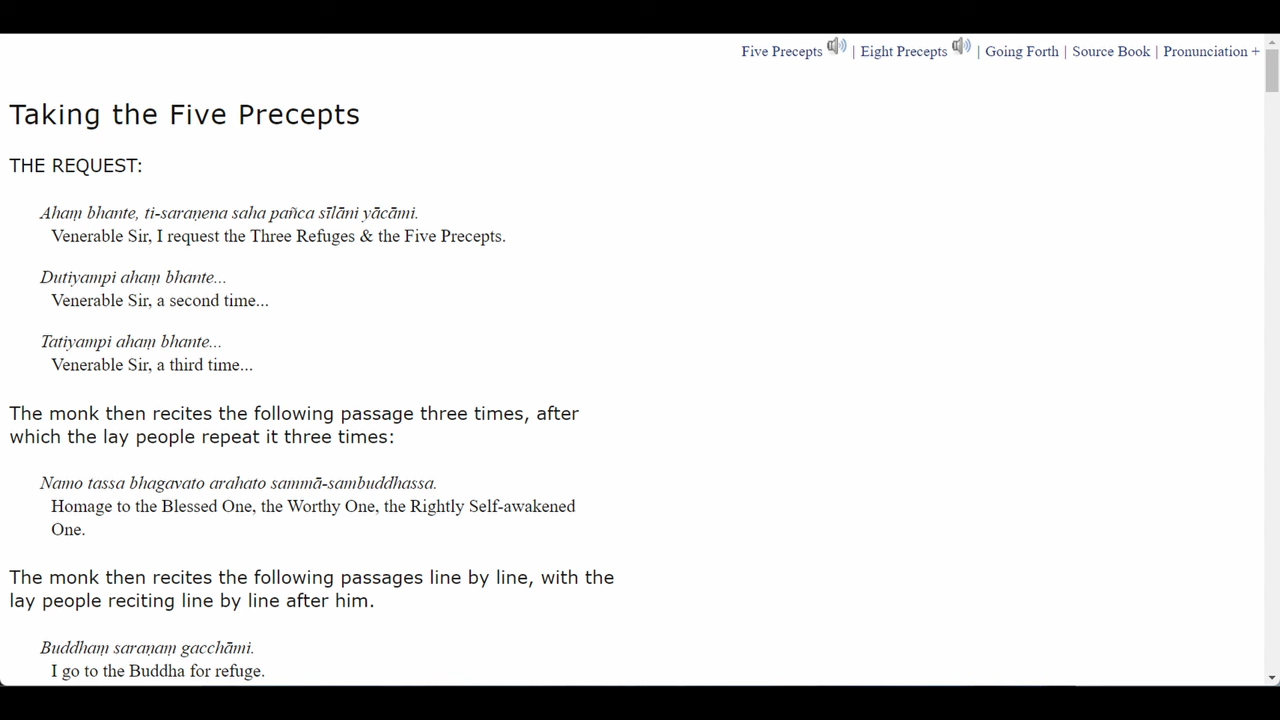 Five Precepts | Eight Precepts | Going Forth | Source Book | Pronunciation +
Taking the Five Precepts
THE REQUEST:
Ahaṃ bhante, ti-saraṇena saha pañca sīlāni yācāmi.
Venerable Sir, I request the Three Refuges & the Five Precepts.
Dutiyampi ahaṃ bhante...
Venerable Sir, a second time...
Tatiyampi ahaṃ bhante...
Venerable Sir, a third time...
The monk then recites the following passage three times, after
which the lay people repeat it three times:
Namo tassa bhagavato arahato sammā-sambuddhassa.
Homage to the Blessed One, the Worthy One, the Rightly Self-awakened
One.
The monk then recites the following passages line by line, with the
lay people reciting line by line after him.
Buddhaṃ saraṇaṃ gacchāmi.
I go to the Buddha for refuge.